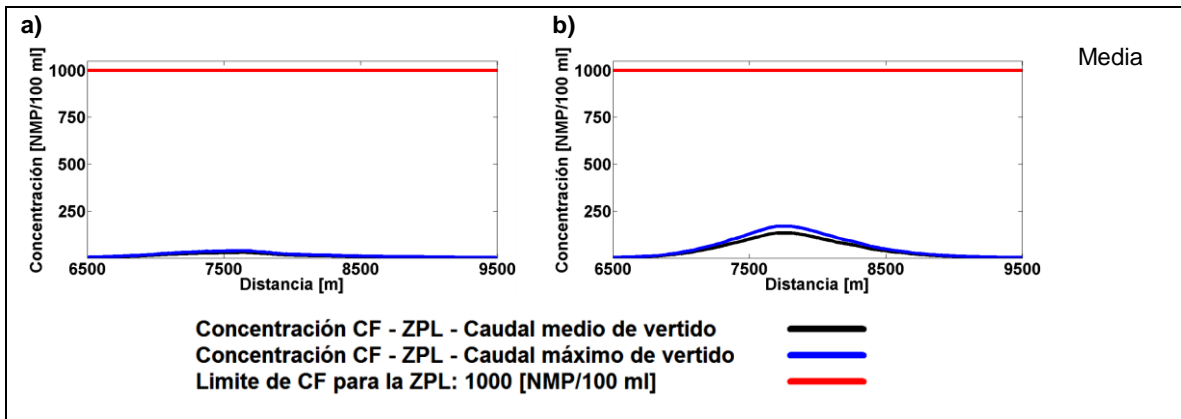 a)
Concentración [NMP/100 ml]
1000
750
500
250
6500 7500 8500 9500
Distancia [m]
b)
Concentración [NMP/100 ml]
1000
750
500
250
6500 7500 8500 9500
Distancia [m]
Media
Concentración CF - ZPL - Caudal medio de vertido
Concentración CF - ZPL - Caudal máximo de vertido
Limite de CF para la ZPL: 1000 [NMP/100 ml]